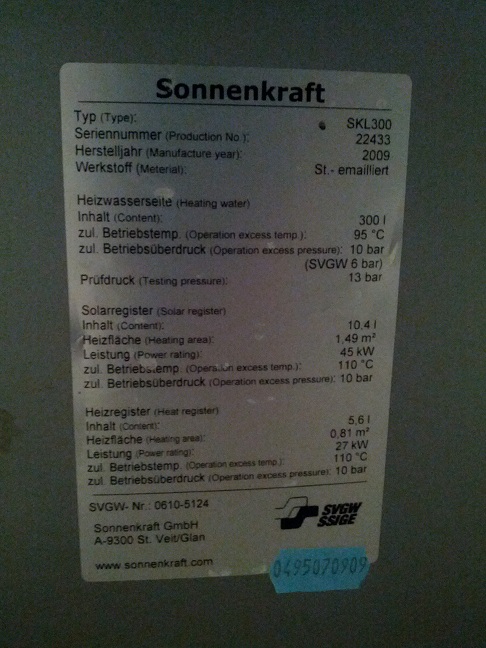 Sonnenkraft
Typ (Type): SKL300
Seriennummer (Production No.): 22433
Herstelljahr (Manufacture year): 2009
Werkstoff (Meterial): St.- emailliert
Heizwasserseite (Heating water)
Inhalt (Content): 300 l
zul. Betriebstemp. (Operation excess temp.): 95 °C
zul. Betriebsüberdruck (Operation excess pressure): 10 bar
(SVGW 6 bar)
Prüfdruck (Testing pressure): 13 bar
Solarregister (Solar register)
Inhalt (Content): 10,4 l
Heizfläche (Heating area): 1,49 m²
Leistung (Power rating): 45 kW
zul. Betriebstemp. (Operation excess temp.): 110 °C
zul. Betriebsüberdruck (Operation excess pressure): 10 bar
Heizregister (Heat register)
Inhalt (Content): 5,6 l
Heizfläche (Heating area): 0,81 m²
Leistung (Power rating): 27 kW
zul. Betriebstemp. (Operation excess temp.): 110 °C
zul. Betriebsüberdruck (Operation excess pressure): 10 bar
SVGW- Nr.: 0610-5124
SVGW
SSIGE
Sonnenkraft GmbH
A-9300 St. Veit/Glan
www.sonnenkraft.com
0495070909